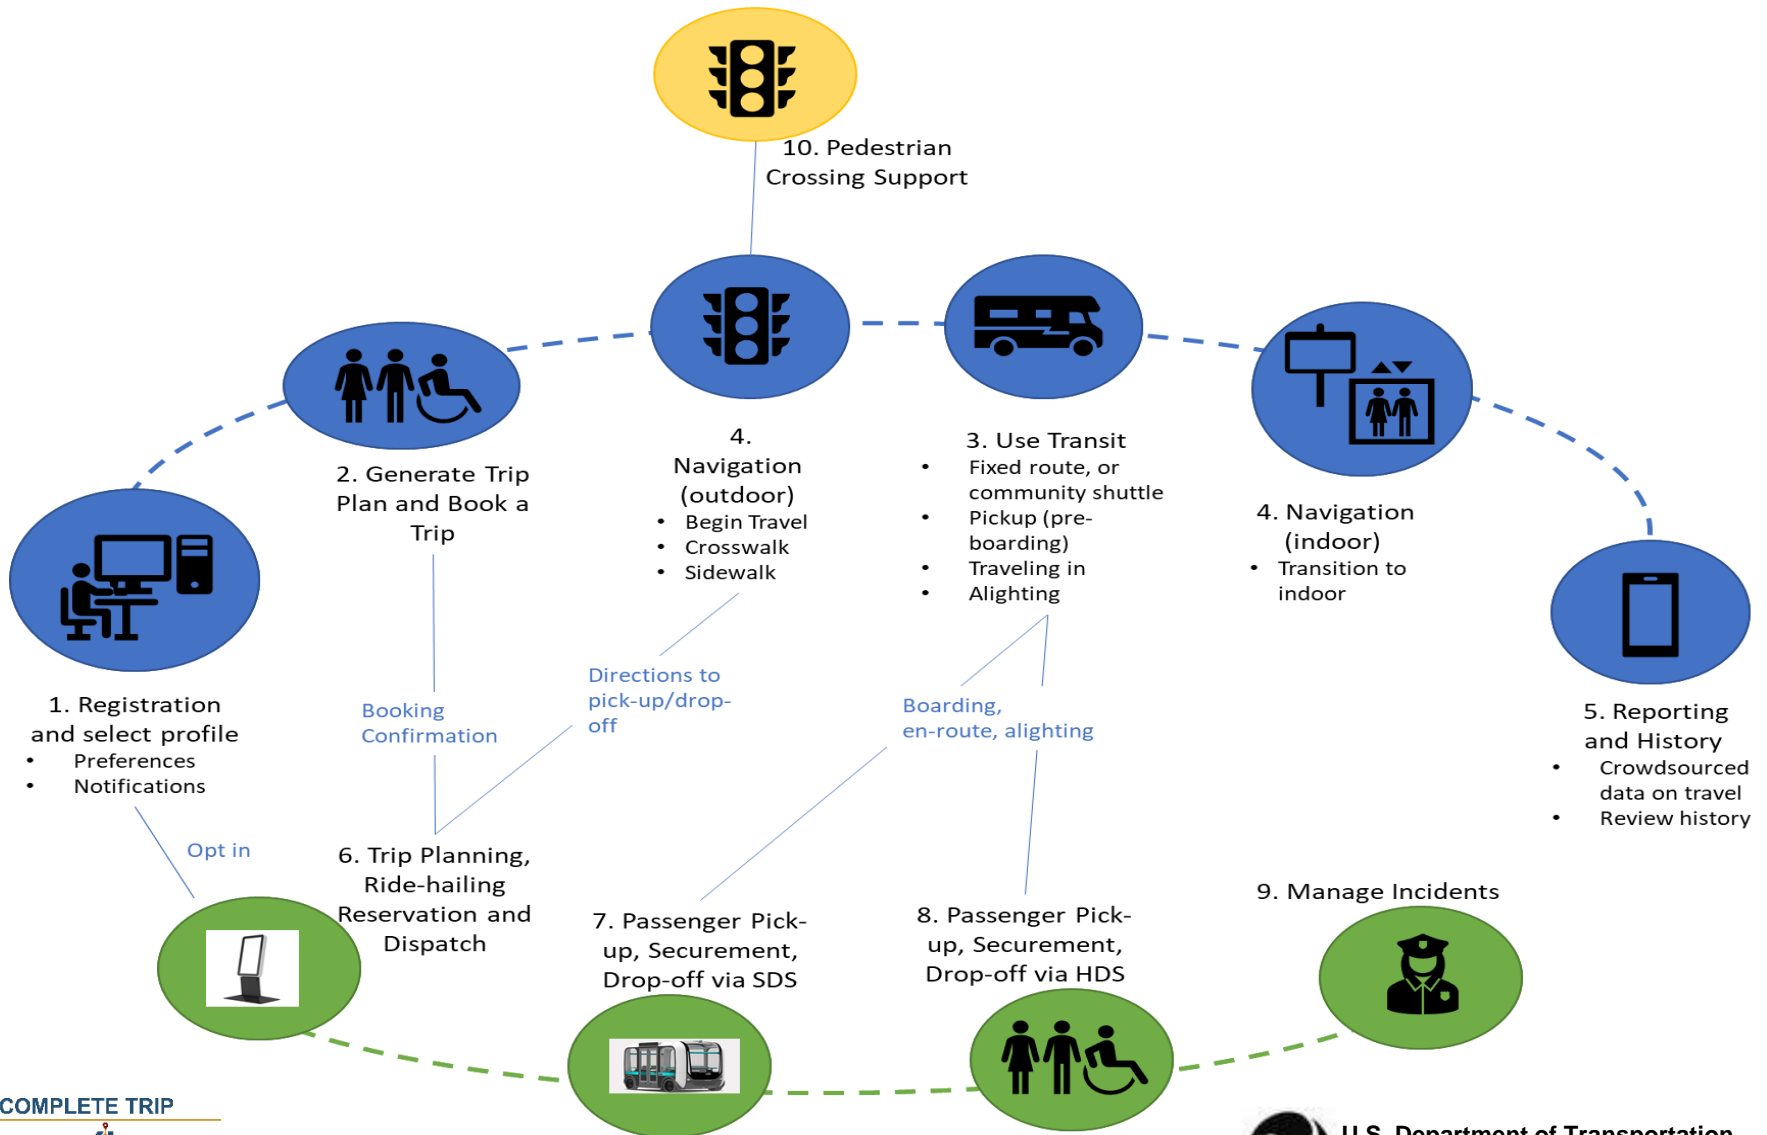 10. Pedestrian
Crossing Support
4.
Navigation
(outdoor)
• Begin Travel
• Crosswalk
• Sidewalk
3. Use Transit
• Fixed route, or
community shuttle
• Pickup (pre-
boarding)
• Traveling in
• Alighting
2. Generate Trip
Plan and Book a
Trip
4. Navigation
(indoor)
• Transition to
indoor
1. Registration
and select profile
• Preferences
• Notifications
5. Reporting
and History
• Crowdsourced
data on travel
• Review history
Booking
Confirmation
Directions to
pick-up/drop-
off
Boarding,
en-route, alighting
Opt in
6. Trip Planning,
Ride-hailing
Reservation and
Dispatch
7. Passenger Pick-
up, Securement,
Drop-off via SDS
8. Passenger Pick-
up, Securement,
Drop-off via HDS
9. Manage Incidents
COMPLETE TRIP
U.S. Department of Transportation